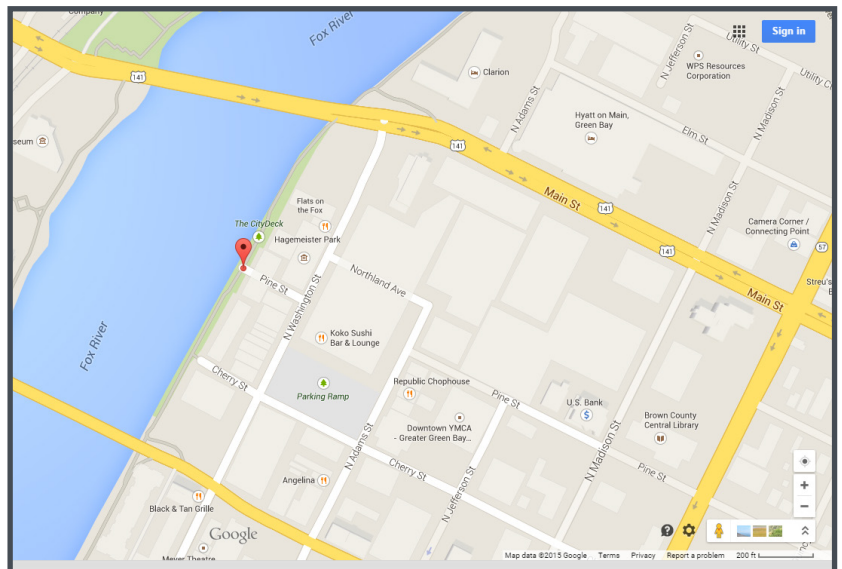 Company
Fox River
Sign in
Utility St
N Jefferson St
WPS Resources
Corporation
Utility Ct
141
Clarion
N Adams St
Hyatt on Main,
Green Bay
Elm St
N Madison St
seum
141
141
Main St
141
N Madison St
Flats on
the Fox
The CityDeck
Hagemeister Park
Camera Corner /
Connecting Point
57
141
Pine St
Northland Ave
N Washington St
Main St
Streu's
Fox River
Koko Sushi
Bar & Lounge
Cherry St
Parking Ramp
Republic Chophouse
Pine St
U.S. Bank
$
Downtown YMCA
- Greater Green Bay...
Brown County
Central Library
N Adams St
Cherry St
N Madison St
Pine St
Angelina
N Jefferson St
Black & Tan Grille
Google
Meyer Theatre
Map data ©2015 Google Terms Privacy Report a problem 200 ft